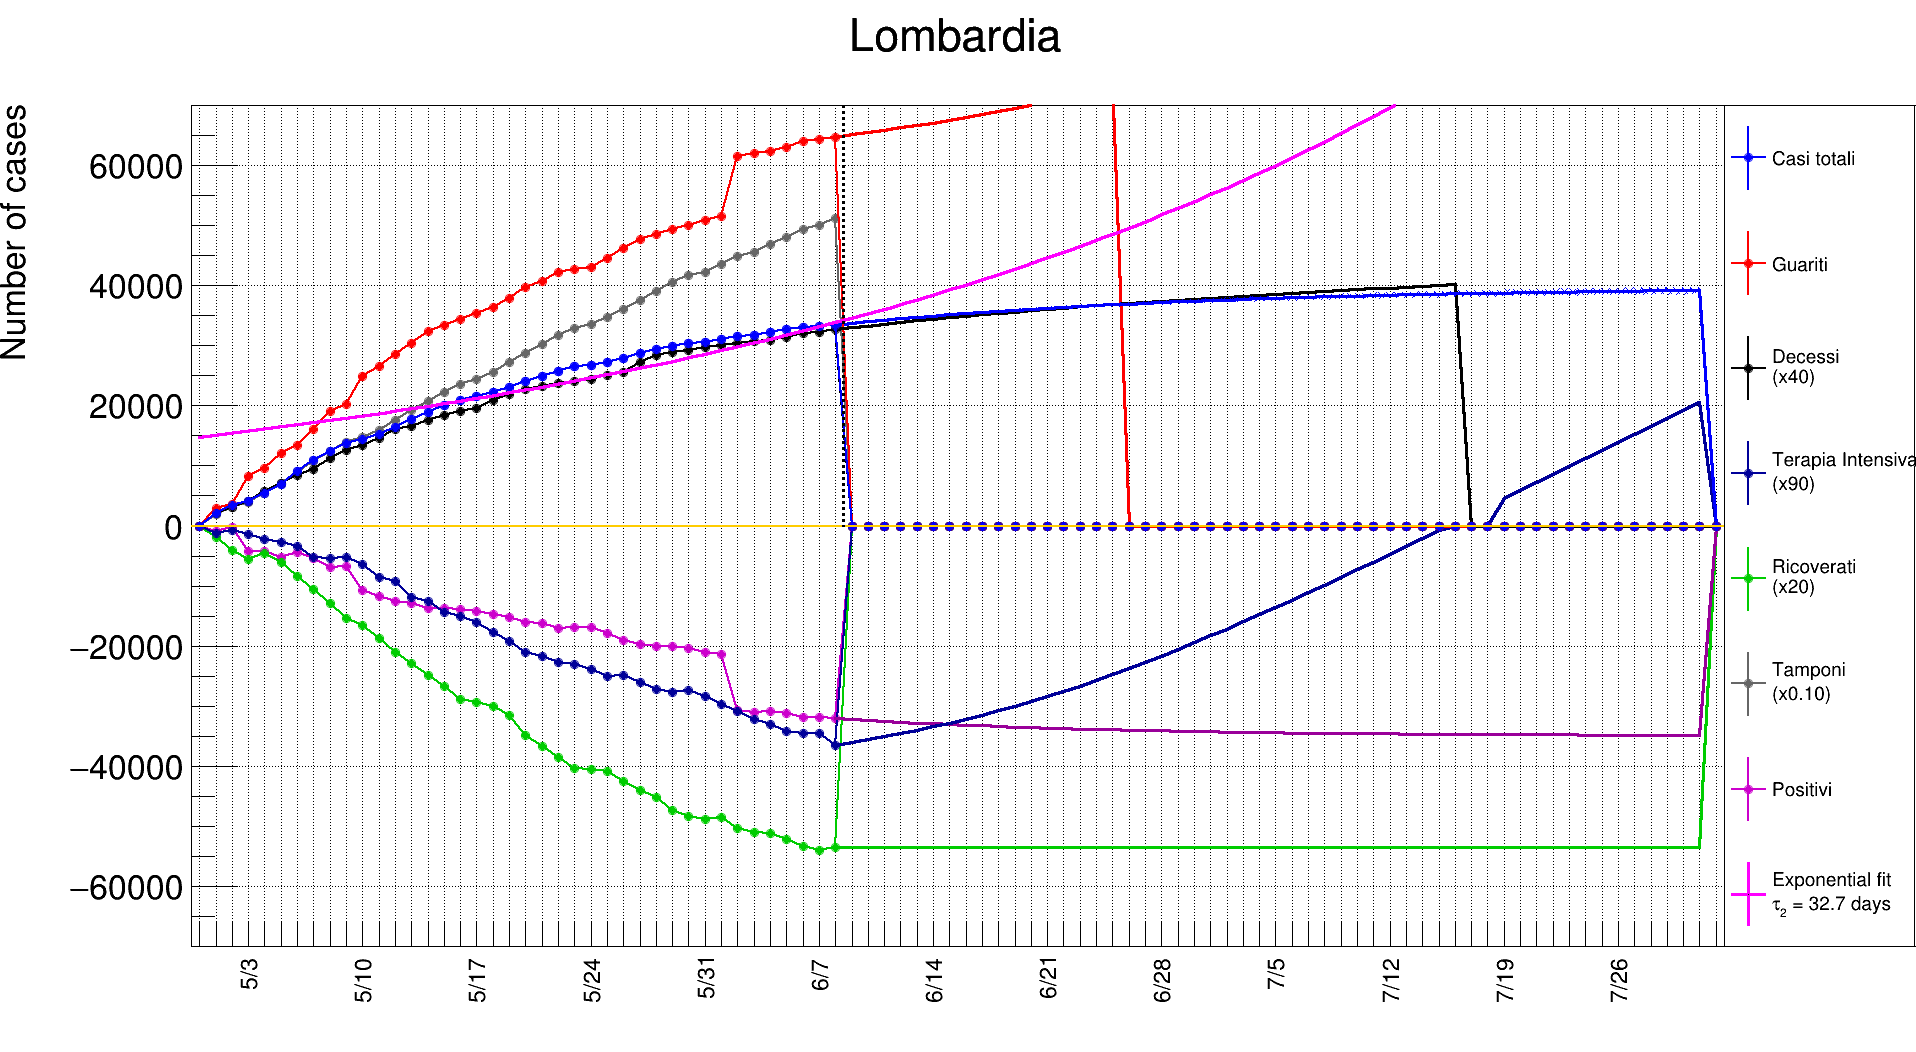 Lombardia
Number of cases
60000
40000
20000
0
−20000
−40000
−60000
5/3
5/10
5/17
5/24
5/31
6/7
6/14
6/21
6/28
7/5
7/12
7/19
7/26
Casi totali
Guariti
Decessi
(x40)
Terapia Intensiva
(x90)
Ricoverati
(x20)
Tamponi
(x0.10)
Positivi
Exponential fit
τ2 = 32.7 days